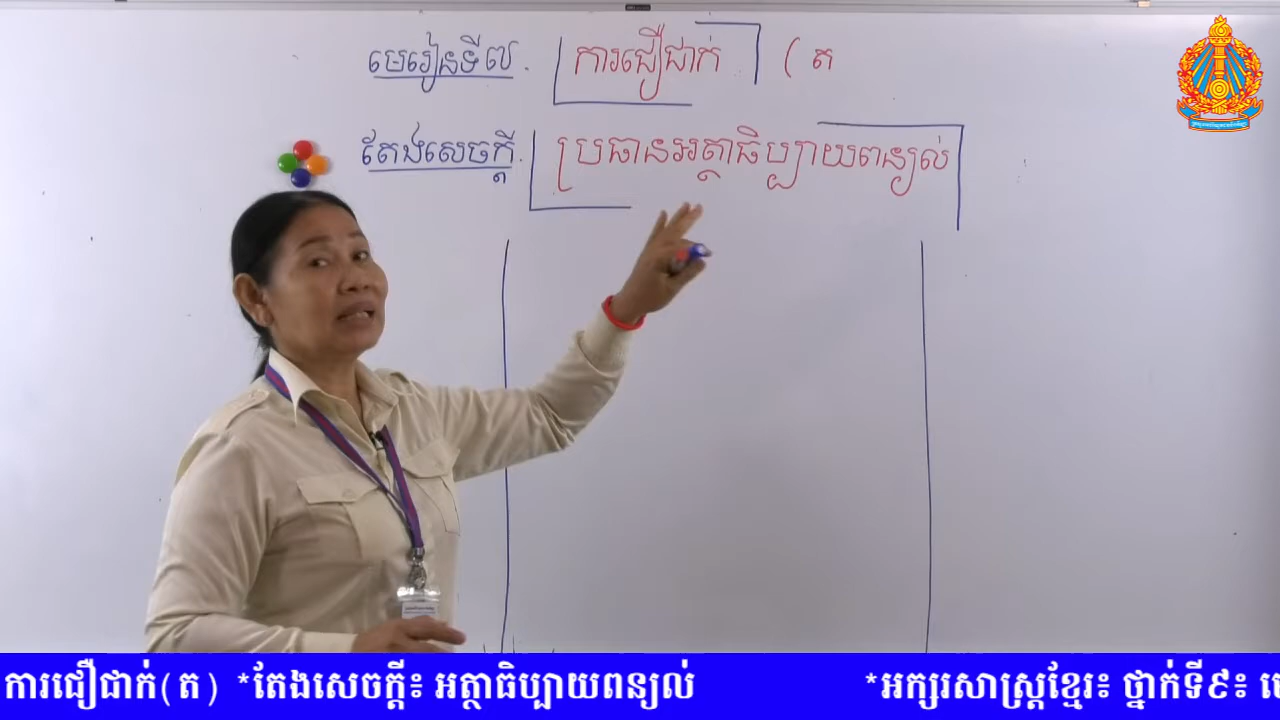 មេរៀនទី៧. ការជឿជាក់ (ត
តែងសេចក្ដី. ប្រធានអត្ថាធិប្បាយពន្យល់
ការជឿជាក់(ត) *តែងសេចក្ដី៖ អត្ថាធិប្បាយពន្យល់ *អក្សរសាស្ត្រខ្មែរ៖ ថ្នាក់ទី៩៖